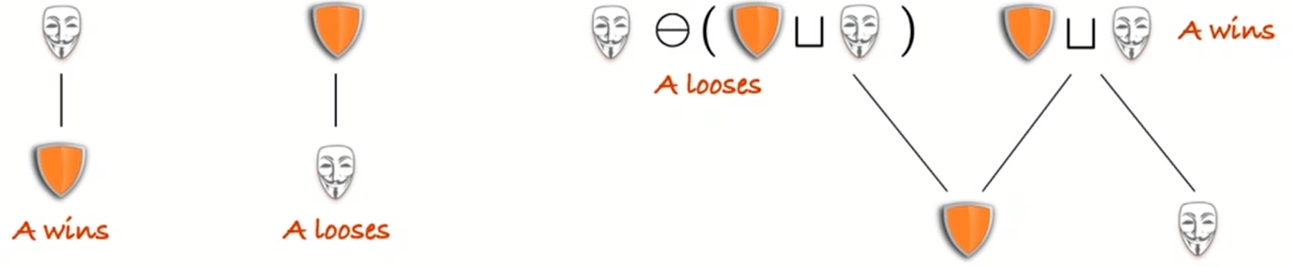 ⊖ ( ⊔ ) ⊔ A wins
A looses
A wins
A looses